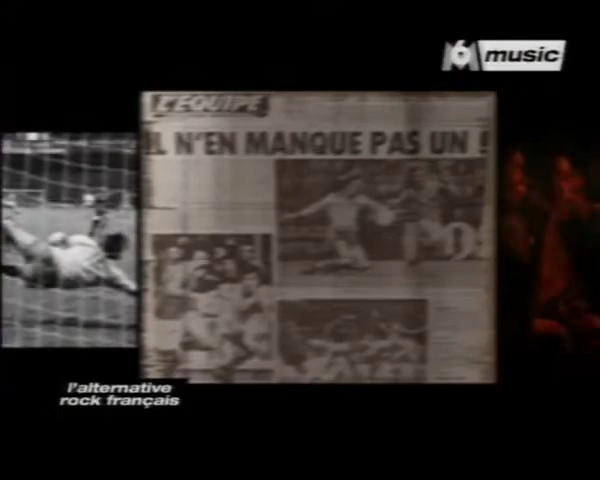 M6 music
L'EQUIPE
IL N'EN MANQUE PAS UN !
l'alternative
rock français